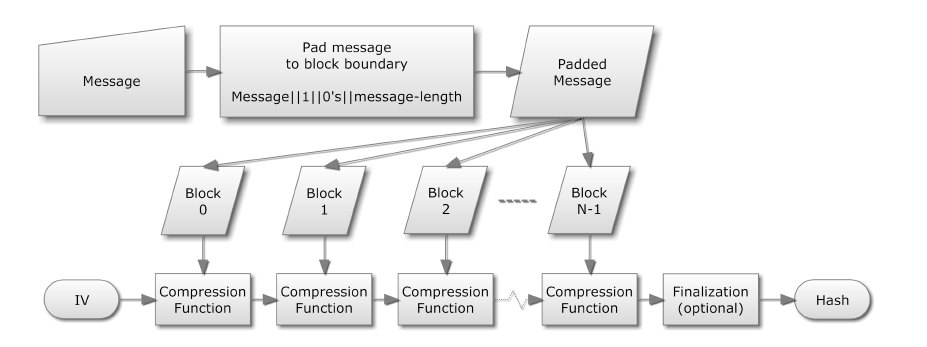 Message
Pad message
to block boundary
Message||1||0's||message-length
Padded
Message
Block
0
Block
1
Block
2
Block
N-1
IV
Compression
Function
Compression
Function
Compression
Function
Compression
Function
Finalization
(optional)
Hash